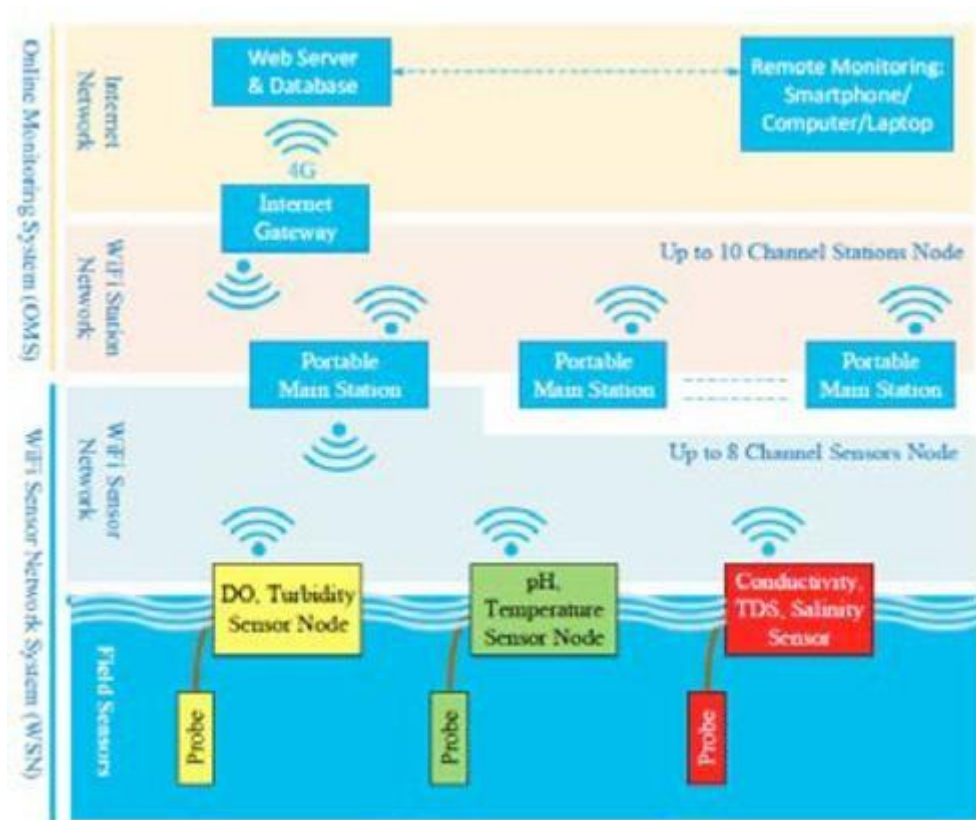 Online Monitoring System (OMS)
Internet
Network
Web Server
& Database
Remote Monitoring:
Smartphone/
Computer/Laptop
4G
Internet
Gateway
WiFi Station
Network
Up to 10 Channel Stations Node
Portable
Main Station
Portable
Main Station
Portable
Main Station
WiFi Sensor Network System (WSN)
WiFi Sensor
Network
Up to 8 Channel Sensors Node
DO, Turbidity
Sensor Node
pH,
Temperature
Sensor Node
Conductivity,
TDS, Salinity
Sensor
Field Sensors
Probe
Probe
Probe